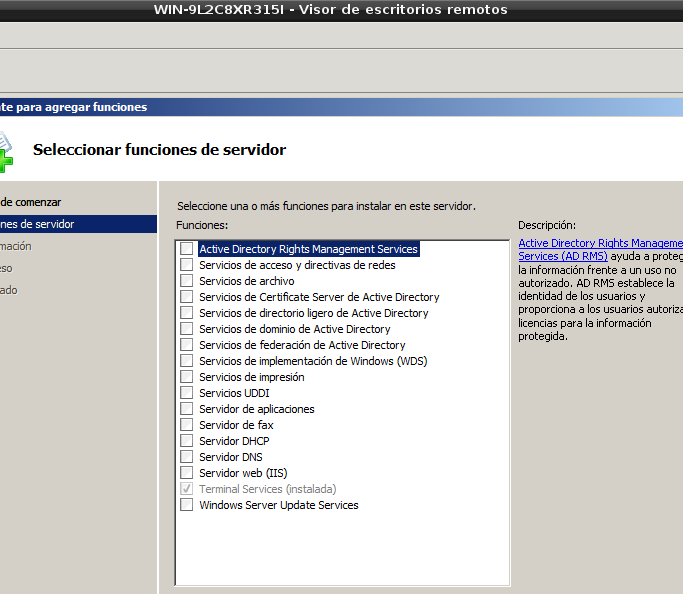 WIN-9L2C8XR315I - Visor de escritorios remotos
te para agregar funciones
Seleccionar funciones de servidor
de comenzar
nes de servidor
mación
eso
ado
Seleccione una o más funciones para instalar en este servidor.
Funciones:
Active Directory Rights Management Services
Servicios de acceso y directivas de redes
Servicios de archivo
Servicios de Certificate Server de Active Directory
Servicios de directorio ligero de Active Directory
Servicios de dominio de Active Directory
Servicios de federación de Active Directory
Servicios de implementación de Windows (WDS)
Servicios de impresión
Servicios UDDI
Servidor de aplicaciones
Servidor de fax
Servidor DHCP
Servidor DNS
Servidor web (IIS)
Terminal Services (instalada)
Windows Server Update Services
Descripción:
Active Directory Rights Manageme
Services (AD RMS) ayuda a proteg
la información frente a un uso no
autorizado. AD RMS establece la
identidad de los usuarios y
proporciona a los usuarios autoriza
licencias para la información
protegida.